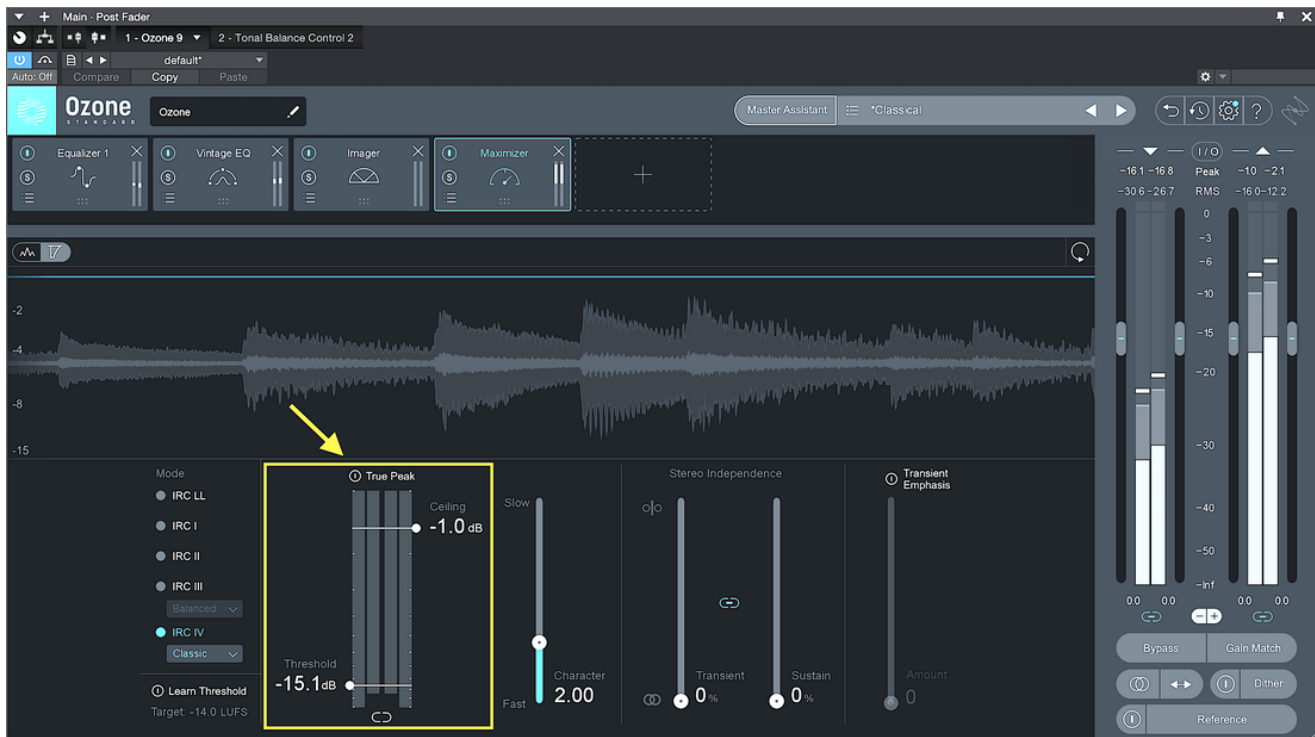 Main - Post Fader
1 - Ozone 9
2 - Tonal Balance Control 2
default*
Auto: Off
Compare
Copy
Paste
Ozone
STANDARD
Ozone
Master Assistant
*Classical
Equalizer 1
Vintage EQ
Imager
Maximizer
S
S
S
S
I/O
-16.1 -16.8 Peak -1.0 -2.1
-30.6 -26.7 RMS -16.0 -12.2
0
-3
-6
-10
-15
-20
-30
-40
-50
-Inf
0.0 0.0 0.0 0.0
-2
-4
-8
-15
Mode
IRC LL
IRC I
IRC II
IRC III
Balanced
IRC IV
Classic
Learn Threshold
Target: -14.0 LUFS
True Peak
Ceiling
-1.0 dB
Threshold
-15.1 dB
Slow
Fast
Character
2.00
Stereo Independence
Transient
0%
Sustain
0%
Transient
Emphasis
Amount
0
Bypass
Gain Match
Dither
Reference